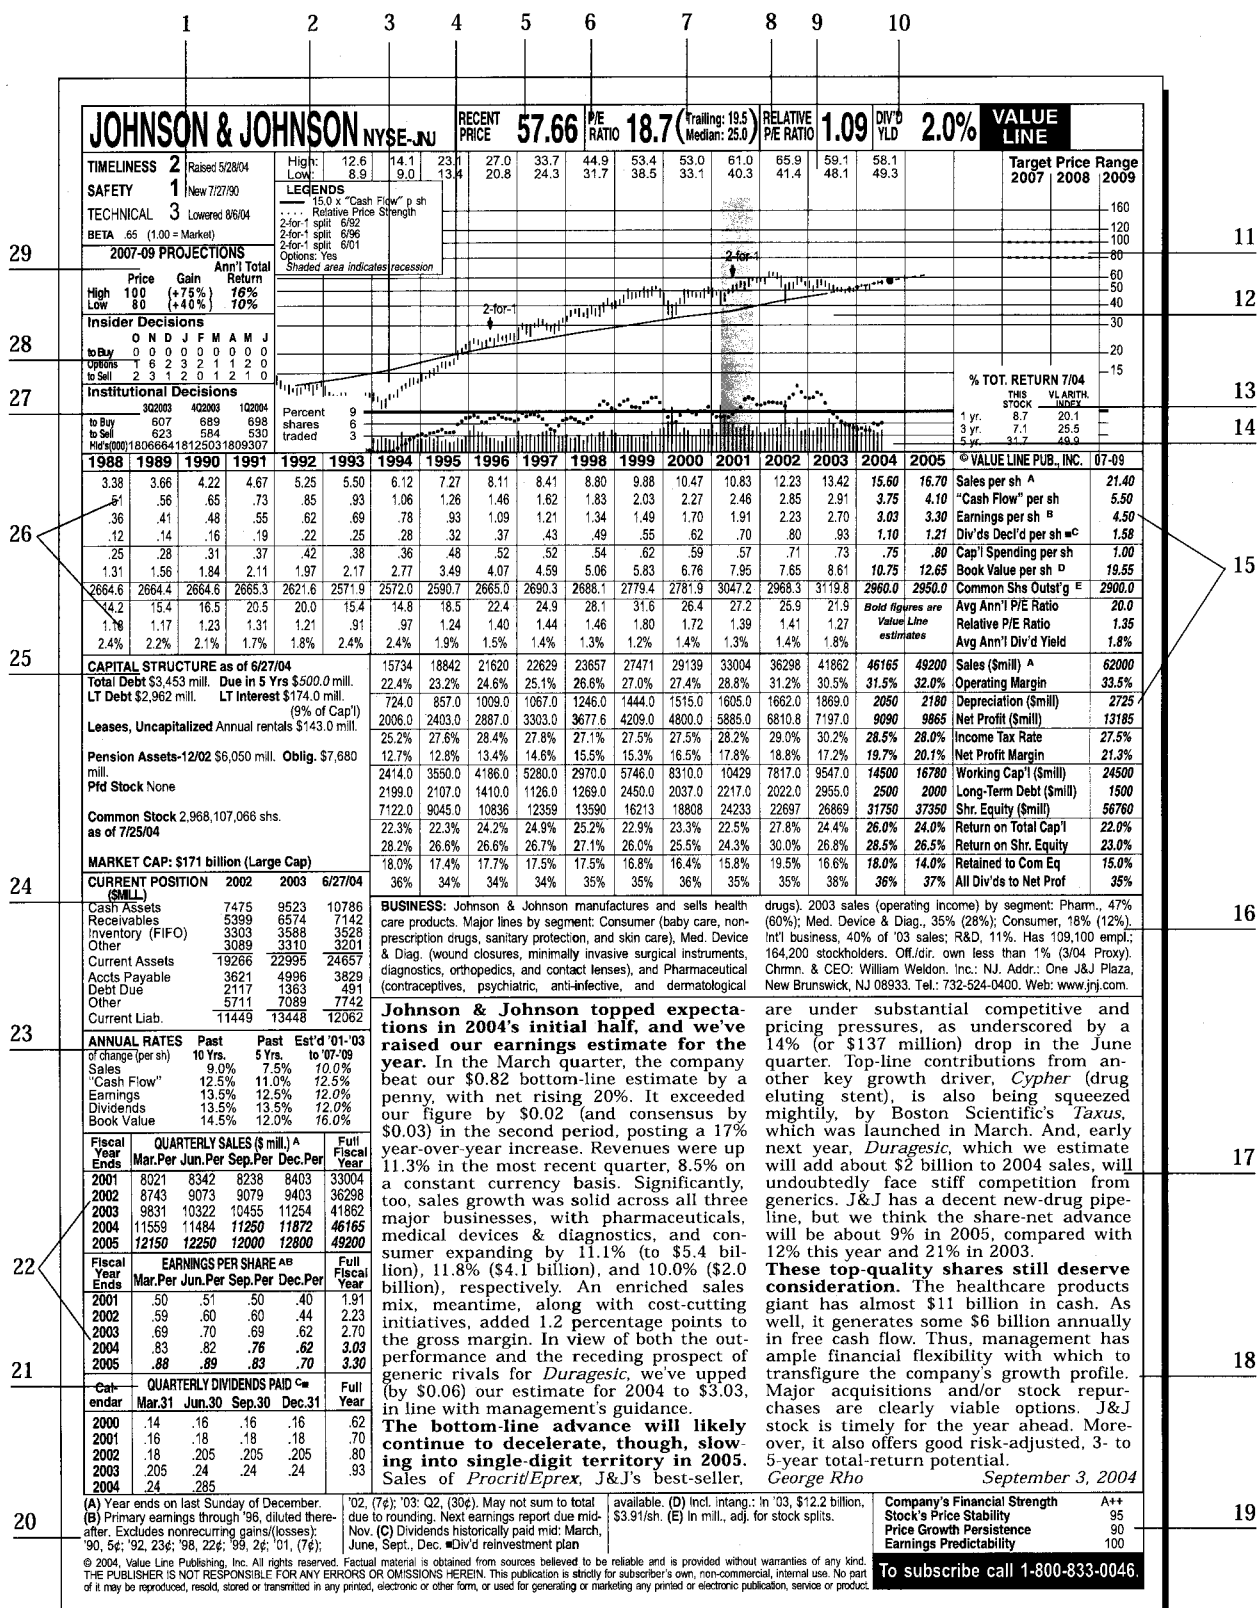 1 2 3 4 5 6 7 8 9 10
JOHNSON & JOHNSON NYSE-JNJ RECENT PRICE 57.66 P/E RATIO 18.7 (Trailing: 19.5 Median: 25.0) RELATIVE P/E RATIO 1.09 DIV'D YLD 2.0% VALUE LINE
TIMELINESS 2 Raised 5/28/04
SAFETY 1 New 7/27/90
TECHNICAL 3 Lowered 8/6/04
BETA .65 (1.00 = Market)
High: 12.6 14.1 23.1 27.0 33.7 44.9 53.4 53.0 61.0 65.9 59.1 58.1
Low: 8.9 9.0 13.4 20.8 24.3 31.7 38.5 33.1 40.3 41.4 48.1 49.3
Target Price Range
2007 2008 2009
LEGENDS
15.0 x "Cash Flow" p sh
Relative Price Strength
2-for-1 split 6/92
2-for-1 split 6/96
2-for-1 split 6/01
Options: Yes
Shaded area indicates recession
160
120
100
80
60
50
40
30
20
15
2-for-1
2-for-1
11
12
13
14
29
2007-09 PROJECTIONS
Ann'l Total
Price Gain Return
High 100 (+75%) 16%
Low 80 (+40%) 10%
28
Insider Decisions
O N D J F M A M J
to Buy 0 0 0 0 0 0 0 0 0
Options 1 6 2 3 2 1 1 2 0
to Sell 2 3 1 2 0 1 2 1 0
27
Institutional Decisions
3Q2003 4Q2003 1Q2004
to Buy 607 689 698
to Sell 623 584 530
Hld's(000) 1806664 1812503 1809307
Percent 9
shares 6
traded 3
% TOT. RETURN 7/04
THIS STOCK VL ARITH. INDEX
1 yr. 8.7 20.1
3 yr. 7.1 25.5
5 yr. 31.7 49.9
1988 1989 1990 1991 1992 1993 1994 1995 1996 1997 1998 1999 2000 2001 2002 2003 2004 2005 © VALUE LINE PUB., INC. 07-09
3.38 3.66 4.22 4.67 5.25 5.50 6.12 7.27 8.11 8.41 8.80 9.88 10.47 10.83 12.23 13.42 15.60 16.70 Sales per sh A 21.40
.51 .56 .65 .73 .85 .93 1.06 1.26 1.46 1.62 1.83 2.03 2.27 2.46 2.85 2.91 3.75 4.10 "Cash Flow" per sh 5.50
.36 .41 .48 .55 .62 .69 .78 .93 1.09 1.21 1.34 1.49 1.70 1.91 2.23 2.70 3.03 3.30 Earnings per sh B 4.50
.12 .14 .16 .19 .22 .25 .28 .32 .37 .43 .49 .55 .62 .70 .80 .93 1.10 1.21 Div'ds Decl'd per sh ■C 1.58
.25 .28 .31 .37 .42 .38 .36 .48 .52 .52 .54 .62 .59 .57 .71 .73 .75 .80 Cap'l Spending per sh 1.00
1.31 1.56 1.84 2.11 1.97 2.17 2.77 3.49 4.07 4.59 5.06 5.83 6.76 7.95 7.65 8.61 10.75 12.65 Book Value per sh D 19.55
2664.6 2664.4 2664.6 2665.3 2621.6 2571.9 2572.0 2590.7 2665.0 2690.3 2688.1 2779.4 2781.9 3047.2 2968.3 3119.8 2960.0 2950.0 Common Shs Outst'g E 2900.0
14.2 15.4 16.5 20.5 20.0 15.4 14.8 18.5 22.4 24.9 28.1 31.6 26.4 27.2 25.9 21.9 Bold figures are Avg Ann'l P/E Ratio 20.0
1.18 1.17 1.23 1.31 1.21 .91 .97 1.24 1.40 1.44 1.46 1.80 1.72 1.39 1.41 1.27 Value Line Relative P/E Ratio 1.35
2.4% 2.2% 2.1% 1.7% 1.8% 2.4% 2.4% 1.9% 1.5% 1.4% 1.3% 1.2% 1.4% 1.3% 1.4% 1.8% estimates Avg Ann'l Div'd Yield 1.8%
26
15
25
CAPITAL STRUCTURE as of 6/27/04
Total Debt $3,453 mill. Due in 5 Yrs $500.0 mill.
LT Debt $2,962 mill. LT Interest $174.0 mill.
(9% of Cap'l)
Leases, Uncapitalized Annual rentals $143.0 mill.
Pension Assets-12/02 $6,050 mill. Oblig. $7,680
mill.
Pfd Stock None
Common Stock 2,968,107,066 shs.
as of 7/25/04
MARKET CAP: $171 billion (Large Cap)
15734 18842 21620 22629 23657 27471 29139 33004 36298 41862 46165 49200 Sales ($mill) A 62000
22.4% 23.2% 24.6% 25.1% 26.6% 27.0% 27.4% 28.8% 31.2% 30.5% 31.5% 32.0% Operating Margin 33.5%
724.0 857.0 1009.0 1067.0 1246.0 1444.0 1515.0 1605.0 1662.0 1869.0 2050 2180 Depreciation ($mill) 2725
2006.0 2403.0 2887.0 3303.0 3677.6 4209.0 4800.0 5885.0 6810.8 7197.0 9090 9865 Net Profit ($mill) 13185
25.2% 27.6% 28.4% 27.8% 27.1% 27.5% 27.5% 28.2% 29.0% 30.2% 28.5% 28.0% Income Tax Rate 27.5%
12.7% 12.8% 13.4% 14.6% 15.5% 15.3% 16.5% 17.8% 18.8% 17.2% 19.7% 20.1% Net Profit Margin 21.3%
2414.0 3550.0 4186.0 5280.0 2970.0 5746.0 8310.0 10429 7817.0 9547.0 14500 16780 Working Cap'l ($mill) 24500
2199.0 2107.0 1410.0 1126.0 1269.0 2450.0 2037.0 2217.0 2022.0 2955.0 2500 2000 Long-Term Debt ($mill) 1500
7122.0 9045.0 10836 12359 13590 16213 18808 24233 22697 26869 31750 37350 Shr. Equity ($mill) 56760
22.3% 22.3% 24.2% 24.9% 25.2% 22.9% 23.3% 22.5% 27.8% 24.4% 26.0% 24.0% Return on Total Cap'l 22.0%
28.2% 26.6% 26.6% 26.7% 27.1% 26.0% 25.5% 24.3% 30.0% 26.8% 28.5% 26.5% Return on Shr. Equity 23.0%
18.0% 17.4% 17.7% 17.5% 17.5% 16.8% 16.4% 15.8% 19.5% 16.6% 18.0% 14.0% Retained to Com Eq 15.0%
36% 34% 34% 34% 35% 35% 36% 35% 35% 38% 36% 37% All Div'ds to Net Prof 35%
24
CURRENT POSITION 2002 2003 6/27/04
($MILL.)
Cash Assets 7475 9523 10786
Receivables 5399 6574 7142
Inventory (FIFO) 3303 3588 3528
Other 3089 3310 3201
Current Assets 19266 22995 24657
Accts Payable 3621 4996 3829
Debt Due 2117 1363 491
Other 5711 7089 7742
Current Liab. 11449 13448 12062
23
ANNUAL RATES Past Past Est'd '01-'03
of change (per sh) 10 Yrs. 5 Yrs. to '07-'09
Sales 9.0% 7.5% 10.0%
"Cash Flow" 12.5% 11.0% 12.5%
Earnings 13.5% 12.5% 12.0%
Dividends 13.5% 13.5% 12.0%
Book Value 14.5% 12.0% 16.0%
22
Fiscal Year Ends QUARTERLY SALES ($ mill.) A Full Fiscal Year
Mar.Per Jun.Per Sep.Per Dec.Per
2001 8021 8342 8238 8403 33004
2002 8743 9073 9079 9403 36298
2003 9831 10322 10455 11254 41862
2004 11559 11484 11250 11872 46165
2005 12150 12250 12000 12800 49200
Fiscal Year Ends EARNINGS PER SHARE AB Full Fiscal Year
Mar.Per Jun.Per Sep.Per Dec.Per
2001 .50 .51 .50 .40 1.91
2002 .59 .60 .60 .44 2.23
2003 .69 .70 .69 .62 2.70
2004 .83 .82 .76 .62 3.03
2005 .88 .89 .83 .70 3.30
21
Calendar QUARTERLY DIVIDENDS PAID C■ Full Year
Mar.31 Jun.30 Sep.30 Dec.31
2000 .14 .16 .16 .16 .62
2001 .16 .18 .18 .18 .70
2002 .18 .205 .205 .205 .80
2003 .205 .24 .24 .24 .93
2004 .24 .285
BUSINESS: Johnson & Johnson manufactures and sells health
care products. Major lines by segment: Consumer (baby care, non-
prescription drugs, sanitary protection, and skin care), Med. Device
& Diag. (wound closures, minimally invasive surgical instruments,
diagnostics, orthopedics, and contact lenses), and Pharmaceutical
(contraceptives, psychiatric, anti-infective, and dermatological
drugs). 2003 sales (operating income) by segment: Pharm., 47%
(60%); Med. Device & Diag., 35% (28%); Consumer, 18% (12%).
Int'l business, 40% of '03 sales; R&D, 11%. Has 109,100 empl.;
164,200 stockholders. Off./dir. own less than 1% (3/04 Proxy).
Chrmn. & CEO: William Weldon. Inc.: NJ. Addr.: One J&J Plaza,
New Brunswick, NJ 08933. Tel.: 732-524-0400. Web: www.jnj.com.
16
Johnson & Johnson topped expecta-
tions in 2004's initial half, and we've
raised our earnings estimate for the
year. In the March quarter, the company
beat our $0.82 bottom-line estimate by a
penny, with net rising 20%. It exceeded
our figure by $0.02 (and consensus by
$0.03) in the second period, posting a 17%
year-over-year increase. Revenues were up
11.3% in the most recent quarter, 8.5% on
a constant currency basis. Significantly,
too, sales growth was solid across all three
major businesses, with pharmaceuticals,
medical devices & diagnostics, and con-
sumer expanding by 11.1% (to $5.4 bil-
lion), 11.8% ($4.1 billion), and 10.0% ($2.0
billion), respectively. An enriched sales
mix, meantime, along with cost-cutting
initiatives, added 1.2 percentage points to
the gross margin. In view of both the out-
performance and the receding prospect of
generic rivals for Duragesic, we've upped
(by $0.06) our estimate for 2004 to $3.03,
in line with management's guidance.
The bottom-line advance will likely
continue to decelerate, though, slow-
ing into single-digit territory in 2005.
Sales of Procrit/Eprex, J&J's best-seller,
are under substantial competitive and
pricing pressures, as underscored by a
14% (or $137 million) drop in the June
quarter. Top-line contributions from an-
other key growth driver, Cypher (drug
eluting stent), is also being squeezed
mightily, by Boston Scientific's Taxus,
which was launched in March. And, early
next year, Duragesic, which we estimate
will add about $2 billion to 2004 sales, will
undoubtedly face stiff competition from
generics. J&J has a decent new-drug pipe-
line, but we think the share-net advance
will be about 9% in 2005, compared with
12% this year and 21% in 2003.
These top-quality shares still deserve
consideration. The healthcare products
giant has almost $11 billion in cash. As
well, it generates some $6 billion annually
in free cash flow. Thus, management has
ample financial flexibility with which to
transfigure the company's growth profile.
Major acquisitions and/or stock repur-
chases are clearly viable options. J&J
stock is timely for the year ahead. More-
over, it also offers good risk-adjusted, 3- to
5-year total-return potential.
George Rho September 3, 2004
17
18
20
(A) Year ends on last Sunday of December.
(B) Primary earnings through '96, diluted there-
after. Excludes nonrecurring gains/(losses):
'90, 5¢; '92, 23¢; '98, 22¢; '99, 2¢; '01, (7¢);
'02, (7¢); '03: Q2, (30¢). May not sum to total
due to rounding. Next earnings report due mid-
Nov. (C) Dividends historically paid mid: March,
June, Sept., Dec. ■Div'd reinvestment plan
available. (D) Incl. intang.: In '03, $12.2 billion,
$3.91/sh. (E) In mill., adj. for stock splits.
Company's Financial Strength A++
Stock's Price Stability 95
Price Growth Persistence 90
Earnings Predictability 100
19
© 2004, Value Line Publishing, Inc. All rights reserved. Factual material is obtained from sources believed to be reliable and is provided without warranties of any kind.
THE PUBLISHER IS NOT RESPONSIBLE FOR ANY ERRORS OR OMISSIONS HEREIN. This publication is strictly for subscriber's own, non-commercial, internal use. No part
of it may be reproduced, resold, stored or transmitted in any printed, electronic or other form, or used for generating or marketing any printed or electronic publication, service or product.
To subscribe call 1-800-833-0046.